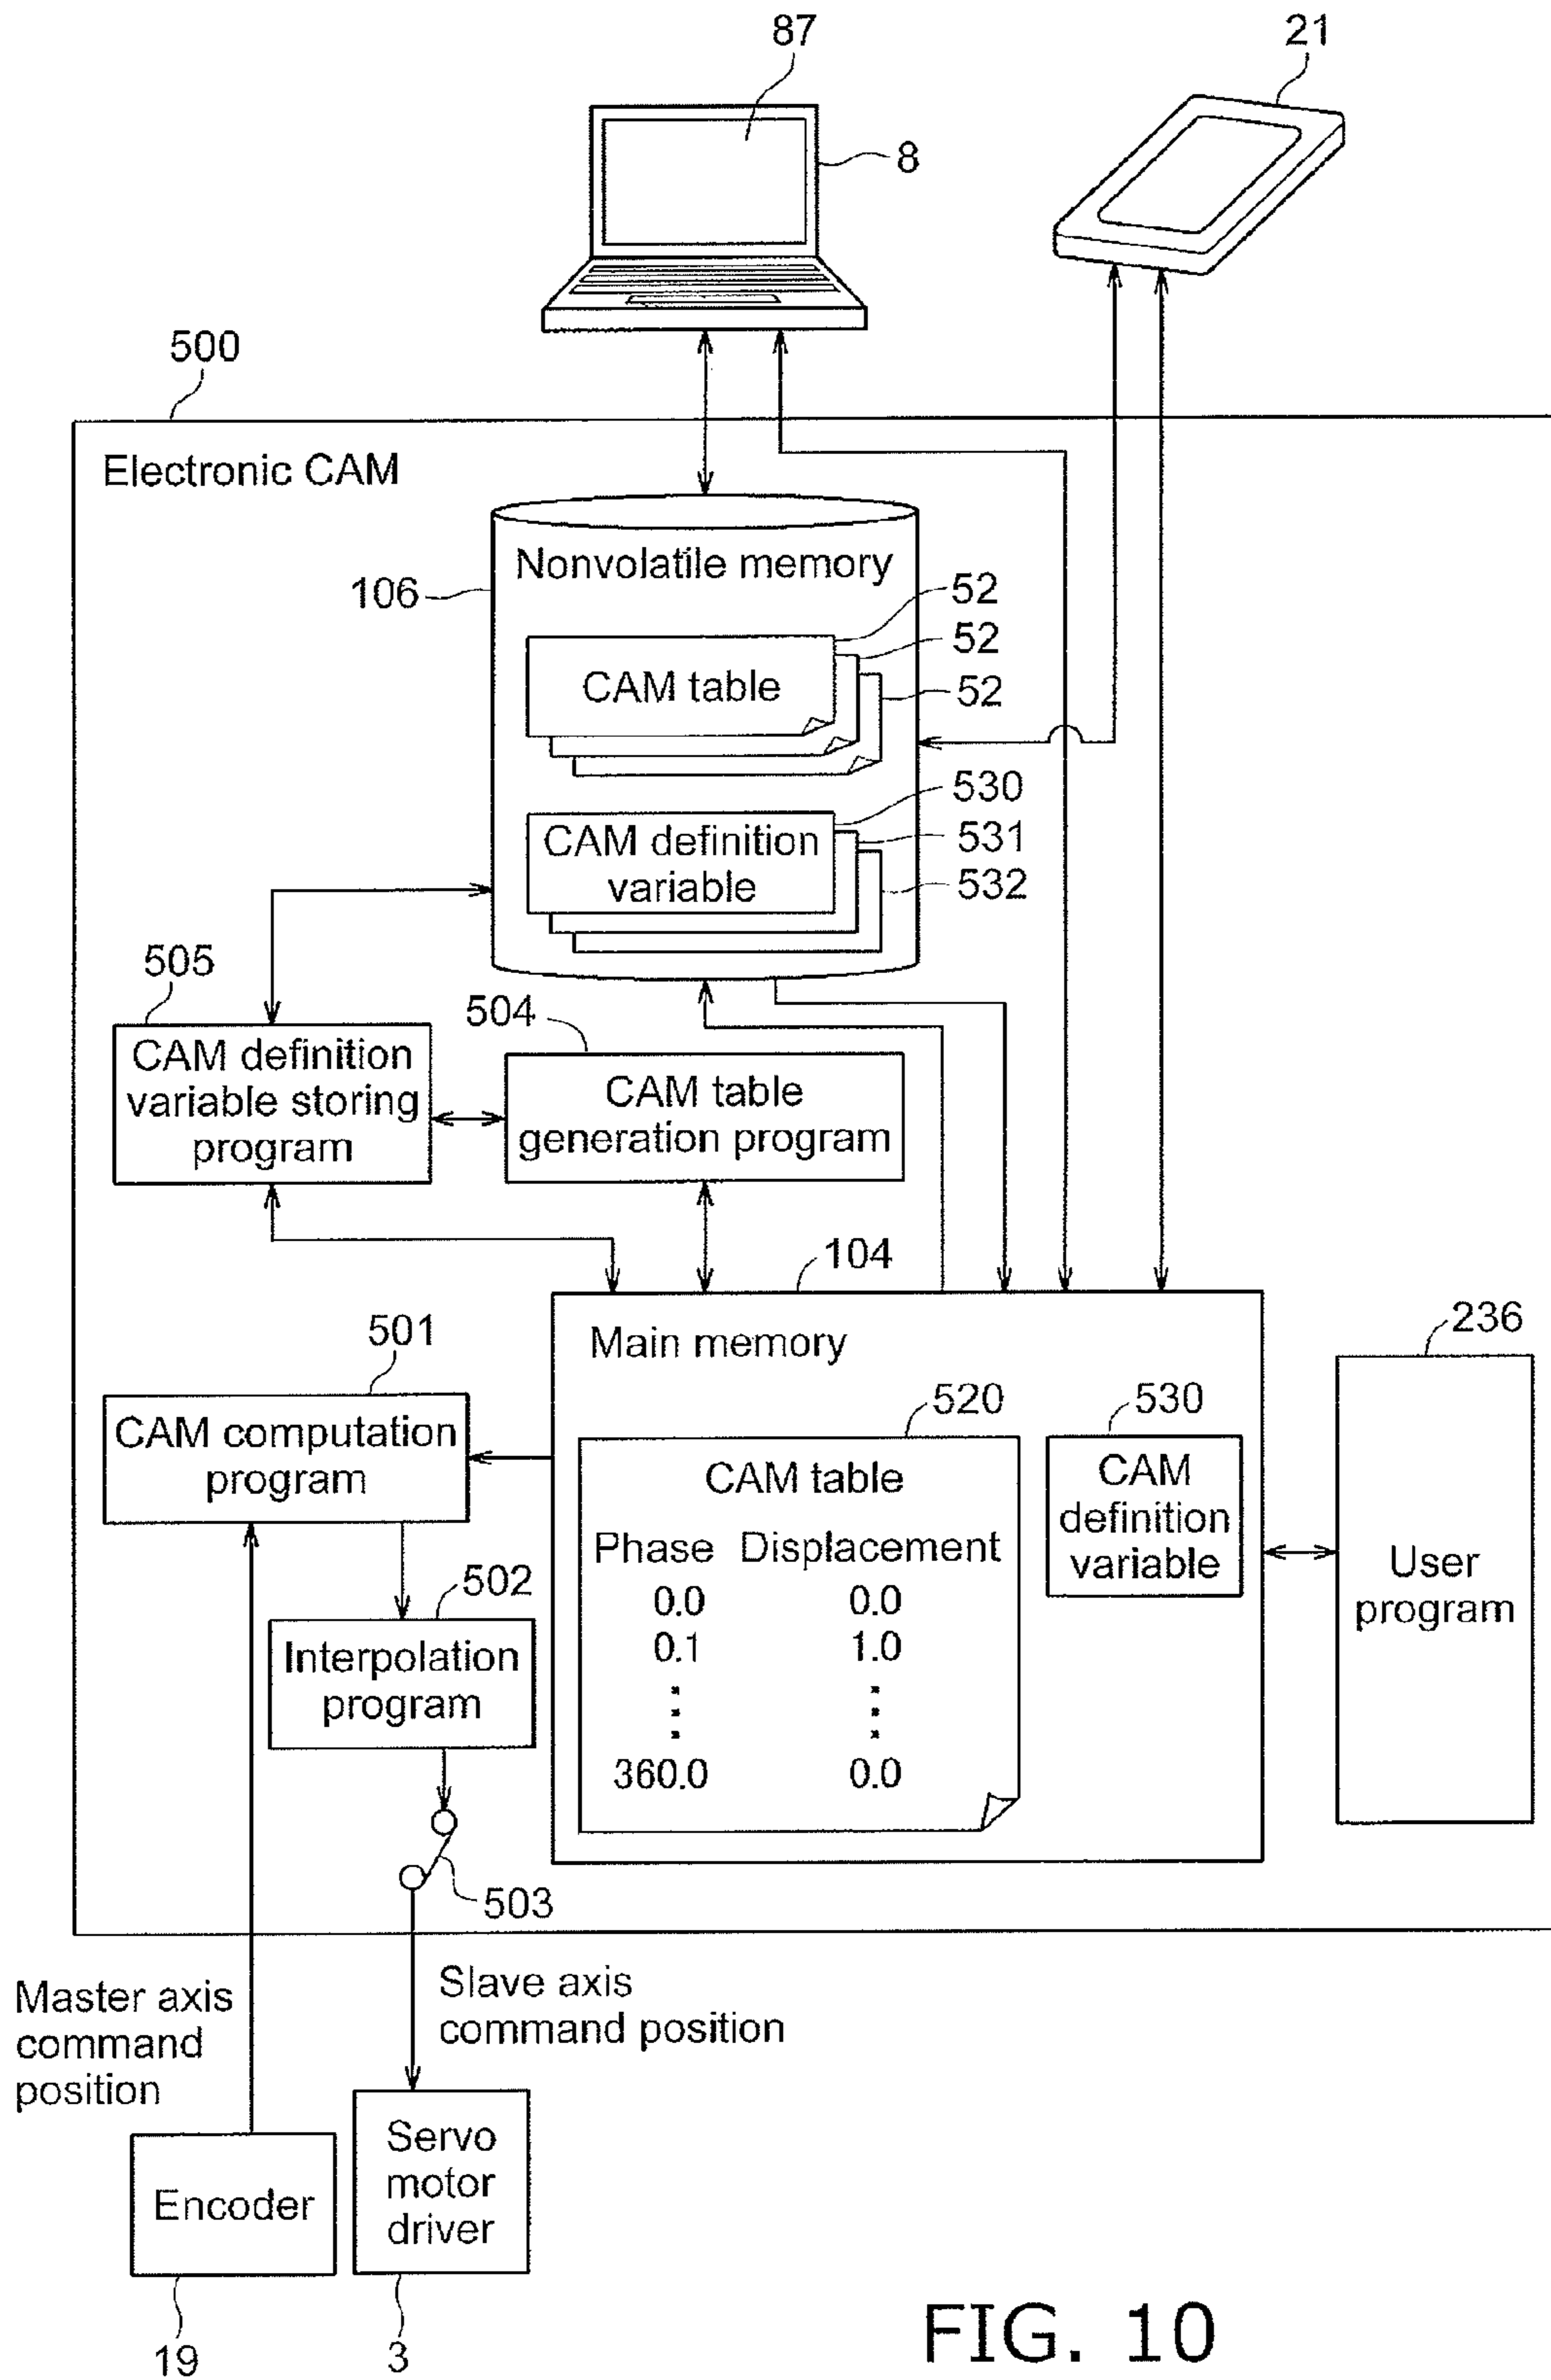 87
21
8
500
Electronic CAM
Nonvolatile memory
106
52
52
CAM table
52
530
CAM definition
variable
531
532
505
504
CAM definition
variable storing
program
CAM table
generation program
104
501
Main memory
236
CAM computation
program
520
530
CAM table
Phase Displacement
0.0 0.0
0.1 1.0
360.0 0.0
CAM
definition
variable
User
program
502
Interpolation
program
503
Master axis
command
position
Slave axis
command position
Encoder
Servo
motor
driver
19
3
FIG. 10